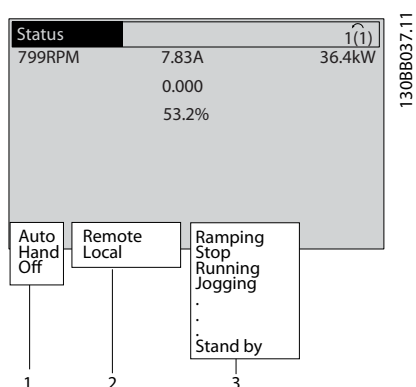 Status 1(1)
799RPM 7.83A 36.4kW
0.000
53.2%
Auto
Hand
Off
Remote
Local
Ramping
Stop
Running
Jogging
.
.
.
Stand by
1 2 3
130BB037.11